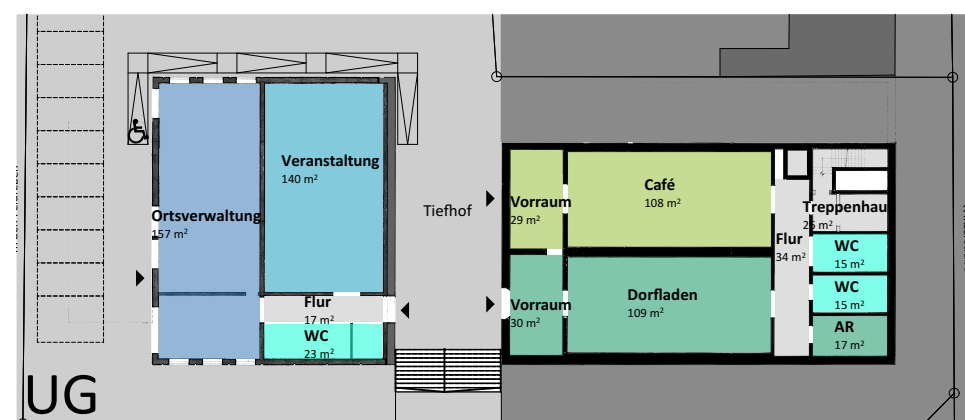 Veranstaltung
140 m²
Ortsverwaltung
157 m²
Flur
17 m²
WC
23 m²
Tiefhof
Vorraum
29 m²
Café
108 m²
Vorraum
30 m²
Dorfladen
109 m²
Flur
34 m²
Treppenhau
WC
15 m²
WC
15 m²
AR
17 m²
UG